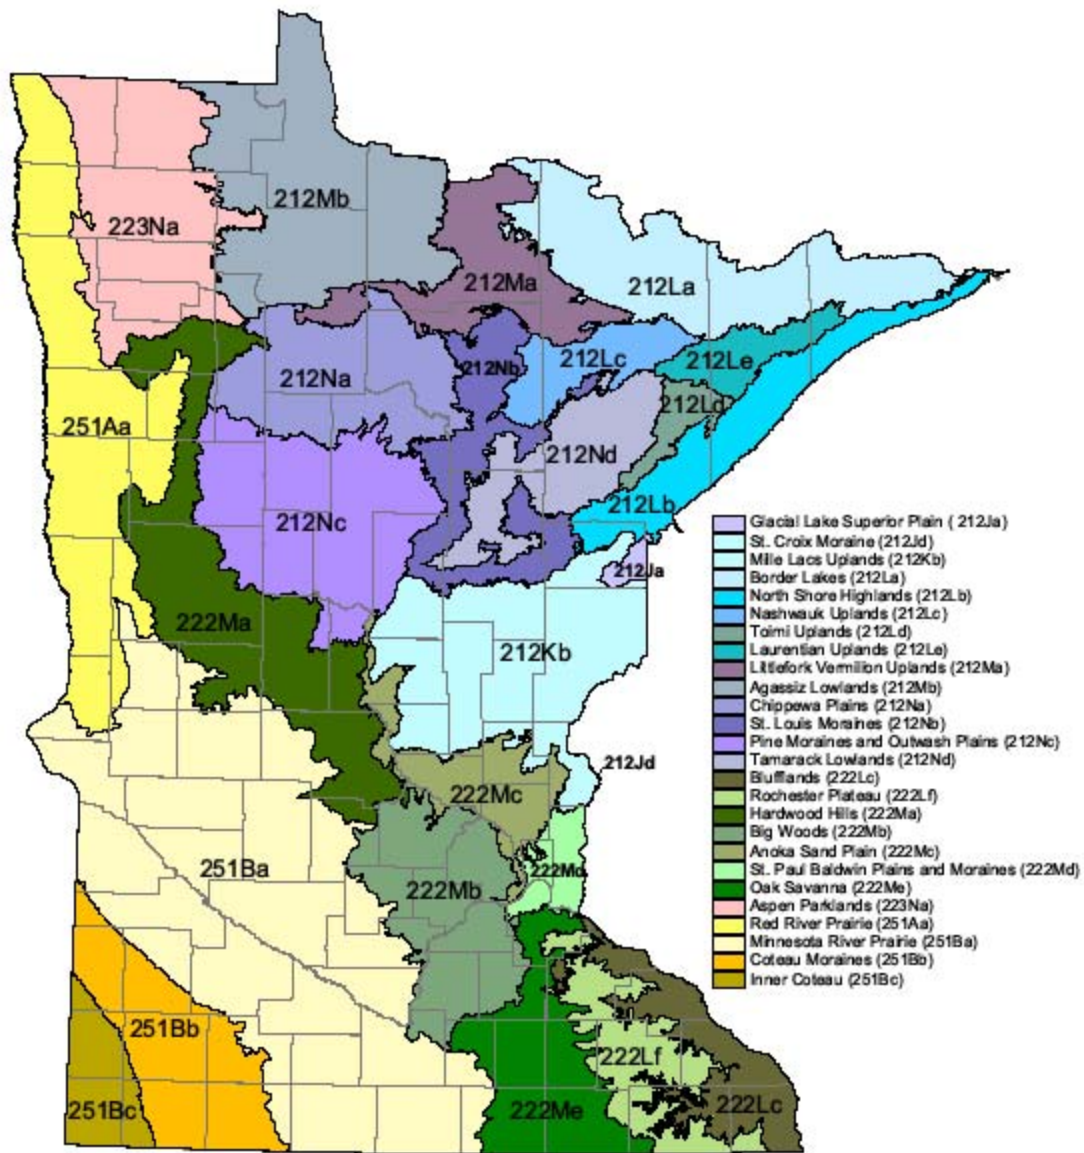 212Mb
223Na
212Ma
212La
212Lc
212Le
212Nb
212Na
212Ld
251Aa
212Nd
212Lb
212Nc
212Ja
222Ma
212Kb
212Jd
222Mc
251Ba
222Md
222Mb
251Bb
222Lf
251Bc
222Me
222Lc
Glacial Lake Superior Plain ( 212Ja)
St. Croix Moraine (212Jd)
Mille Lacs Uplands (212Kb)
Border Lakes (212La)
North Shore Highlands (212Lb)
Nashwauk Uplands (212Lc)
Toimi Uplands (212Ld)
Laurentian Uplands (212Le)
Littlefork Vermilion Uplands (212Ma)
Agassiz Lowlands (212Mb)
Chippewa Plains (212Na)
St. Louis Moraines (212Nb)
Pine Moraines and Outwash Plains (212Nc)
Tamarack Lowlands (212Nd)
Blufflands (222Lc)
Rochester Plateau (222Lf)
Hardwood Hills (222Ma)
Big Woods (222Mb)
Anoka Sand Plain (222Mc)
St. Paul Baldwin Plains and Moraines (222Md)
Oak Savanna (222Me)
Aspen Parklands (223Na)
Red River Prairie (251Aa)
Minnesota River Prairie (251Ba)
Coteau Moraines (251Bb)
Inner Coteau (251Bc)